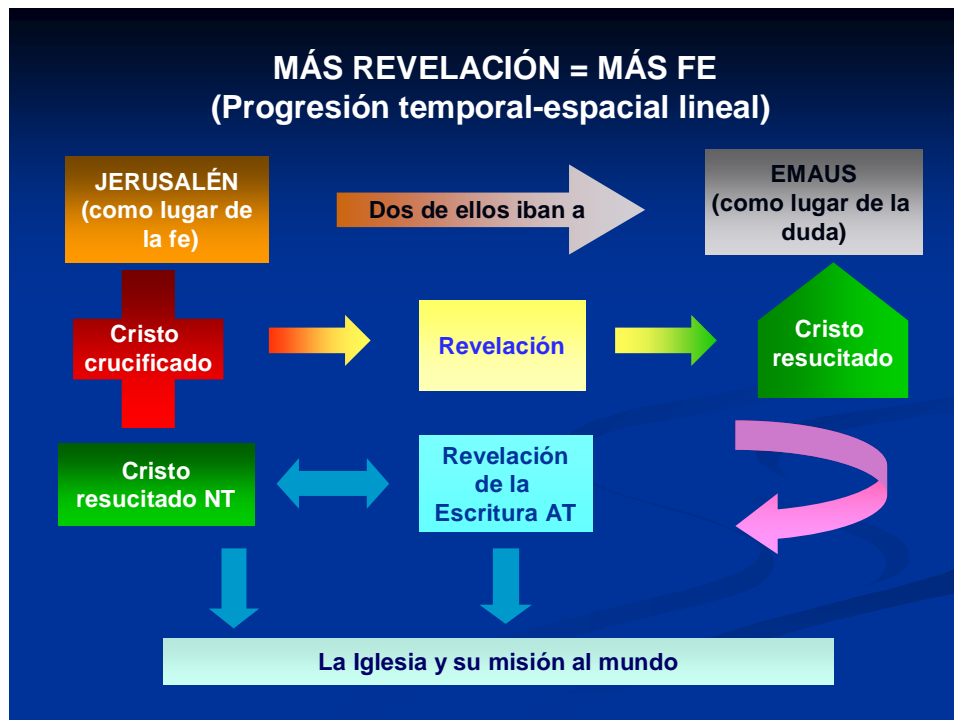 MÁS REVELACIÓN = MÁS FE
(Progresión temporal-espacial lineal)
JERUSALÉN
(como lugar de
la fe)
Dos de ellos iban a
EMAUS
(como lugar de la
duda)
Cristo
crucificado
Revelación
Cristo
resucitado
Cristo
resucitado NT
Revelación
de la
Escritura AT
La Iglesia y su misión al mundo